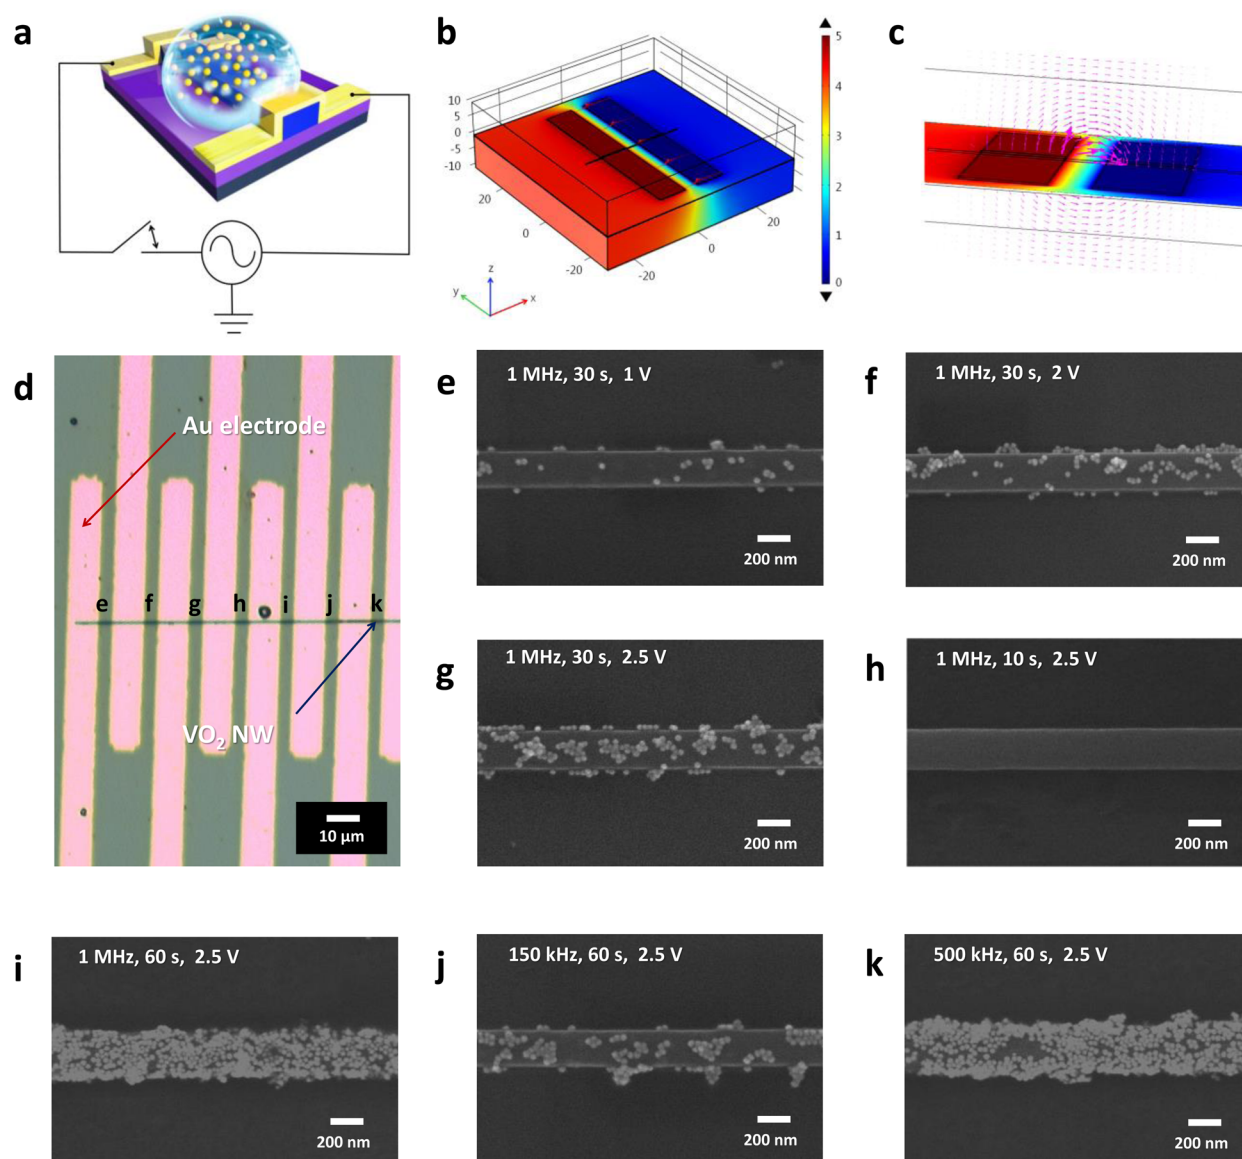 a
b
c
10
5
0
-5
-10
20
0
-20
-20
0
20
z
y
x
5
4
3
2
1
0
d
Au electrode
e f g h i j k
VO2 NW
10 µm
e
1 MHz, 30 s, 1 V
200 nm
f
1 MHz, 30 s, 2 V
200 nm
g
1 MHz, 30 s, 2.5 V
200 nm
h
1 MHz, 10 s, 2.5 V
200 nm
i
1 MHz, 60 s, 2.5 V
200 nm
j
150 kHz, 60 s, 2.5 V
200 nm
k
500 kHz, 60 s, 2.5 V
200 nm